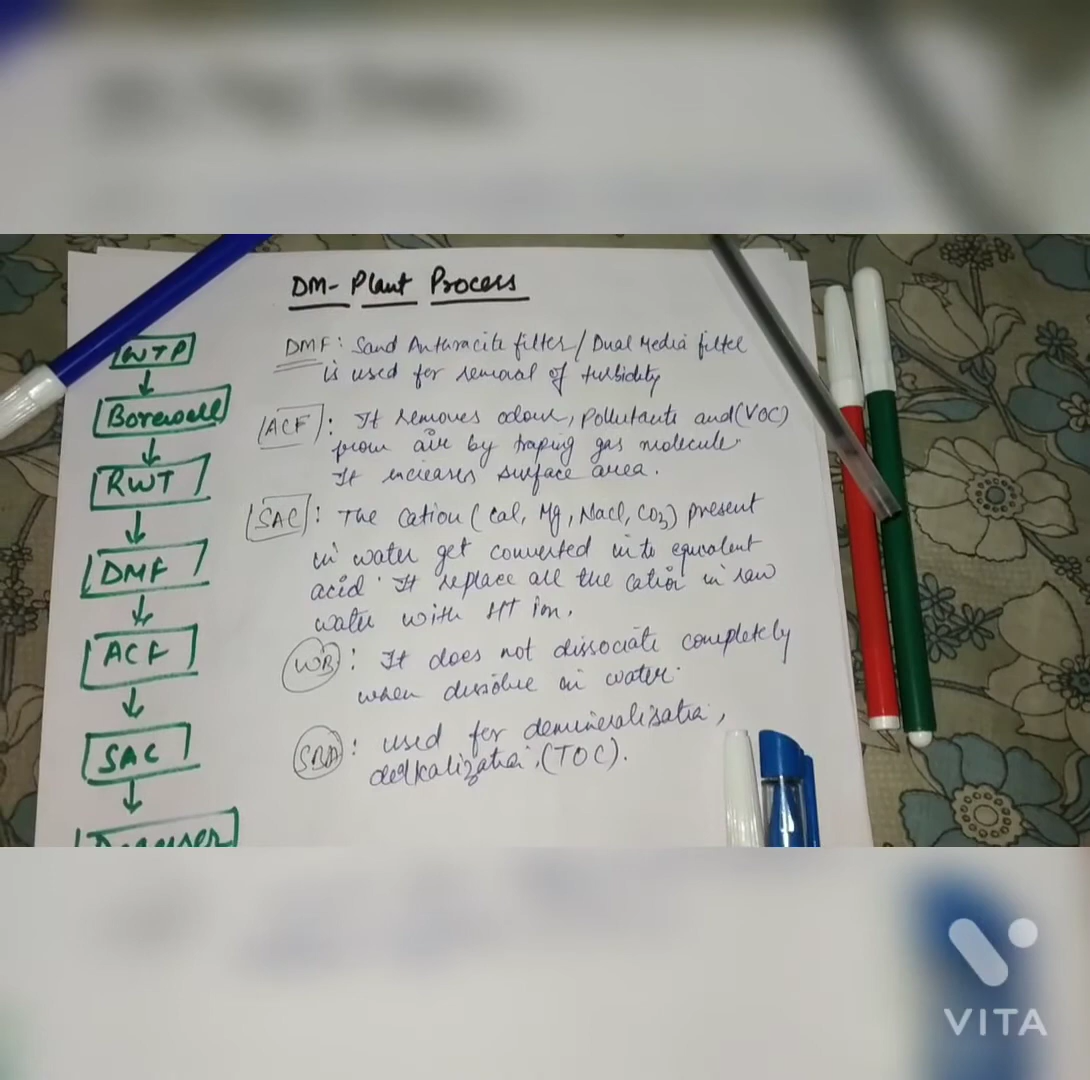 DM- Plant Process
WTP
Borewell
RWT
DMF
ACF
SAC
Degasser
DMF: Sand Anthracite filter/Dual Media filter
is used for removal of turbidity
ACF: It removes odour, pollutants and (VOC)
from air by traping gas molecule.
It increases surface area.
SAC: The cation (Cal, Mg, Nacl, CO3) present
in water get converted in to equivalent
acid. It replace all the cation in raw
water with H+ ion.
WB: It does not dissociate completely
when dissolve in water.
SBA: used for demineralisation,
dealkalization, (TOC).
VITA